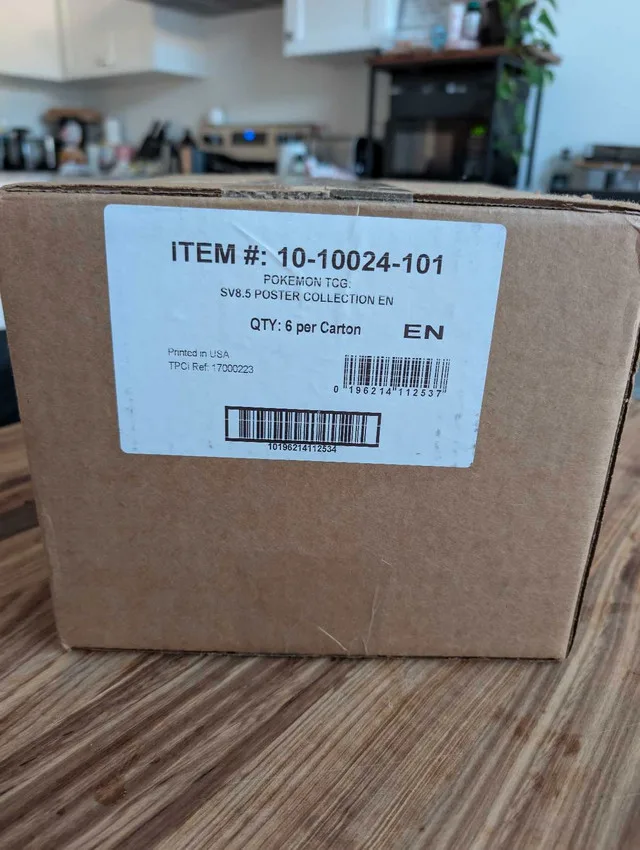 ITEM #: 10-10024-101
POKEMON TCG:
SV8.5 POSTER COLLECTION EN
QTY: 6 per Carton EN
Printed in USA
TPCi Ref: 17000223
0 196214 112537
10196214112534